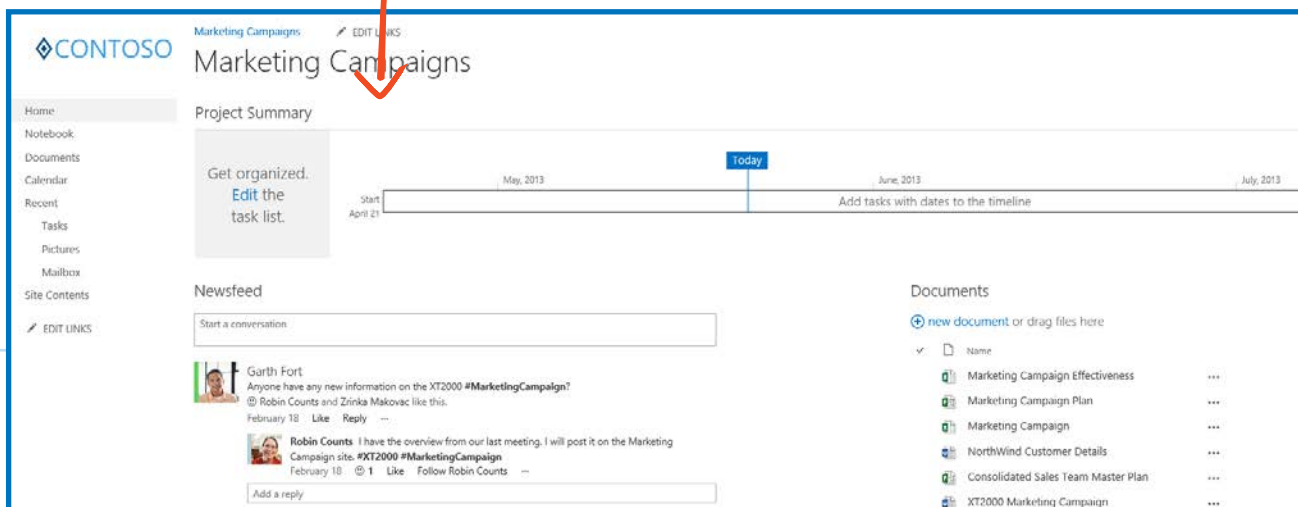 CONTOSO
Marketing Campaigns
EDIT LINKS
Marketing Campaigns
Home
Notebook
Documents
Calendar
Recent
Tasks
Pictures
Mailbox
Site Contents
EDIT LINKS
Project Summary
Get organized.
Edit the
task list.
Today
May, 2013
June, 2013
July, 2013
Start
April 21
Add tasks with dates to the timeline
Newsfeed
Start a conversation
Garth Fort
Anyone have any new information on the XT2000 #MarketingCampaign?
Robin Counts and Zrinka Makovac like this.
February 18 Like Reply ...
Robin Counts I have the overview from our last meeting. I will post it on the Marketing
Campaign site. #XT2000 #MarketingCampaign
February 18 1 Like Follow Robin Counts ...
Add a reply
Documents
new document or drag files here
Name
Marketing Campaign Effectiveness ...
Marketing Campaign Plan ...
Marketing Campaign ...
NorthWind Customer Details ...
Consolidated Sales Team Master Plan ...
XT2000 Marketing Campaign ...